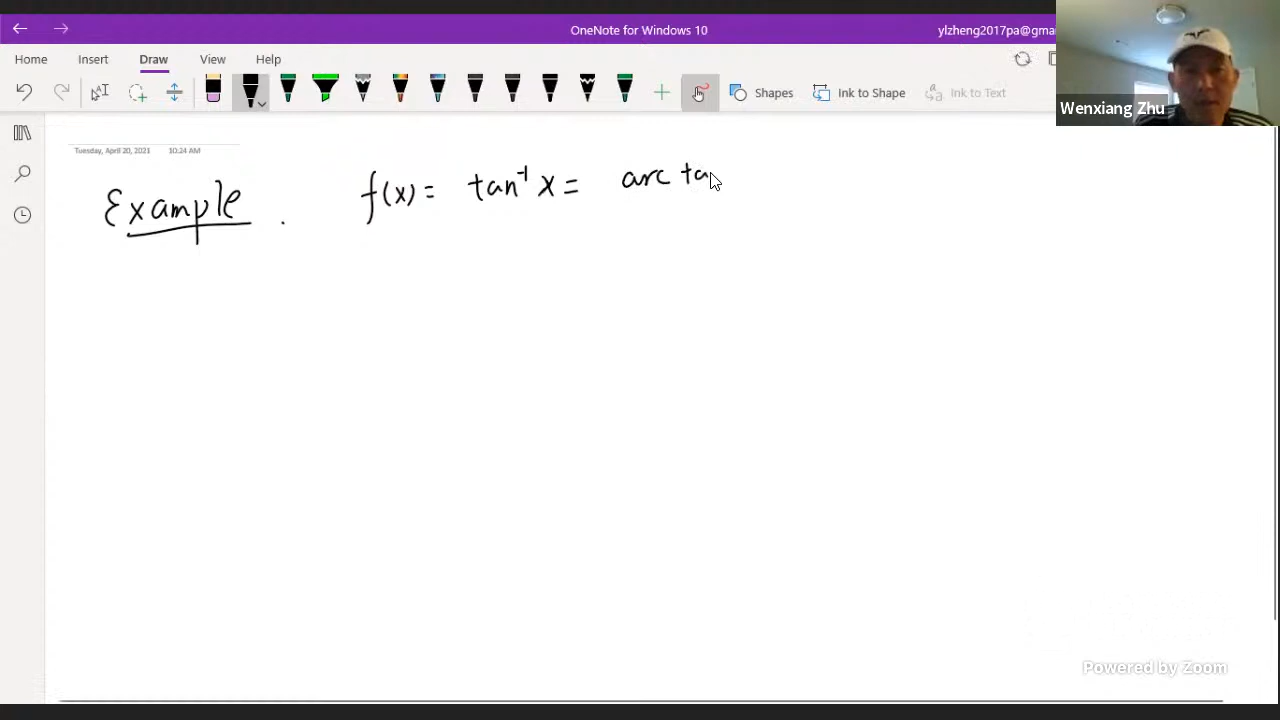 OneNote for Windows 10
ylzheng2017pa@gma
Home Insert Draw View Help
Shapes Ink to Shape Ink to Text
Wenxiang Zhu
Tuesday, April 20, 2021 10:24 AM
Example . f(x) = tan⁻¹ x = arc ta
Powered by Zoom